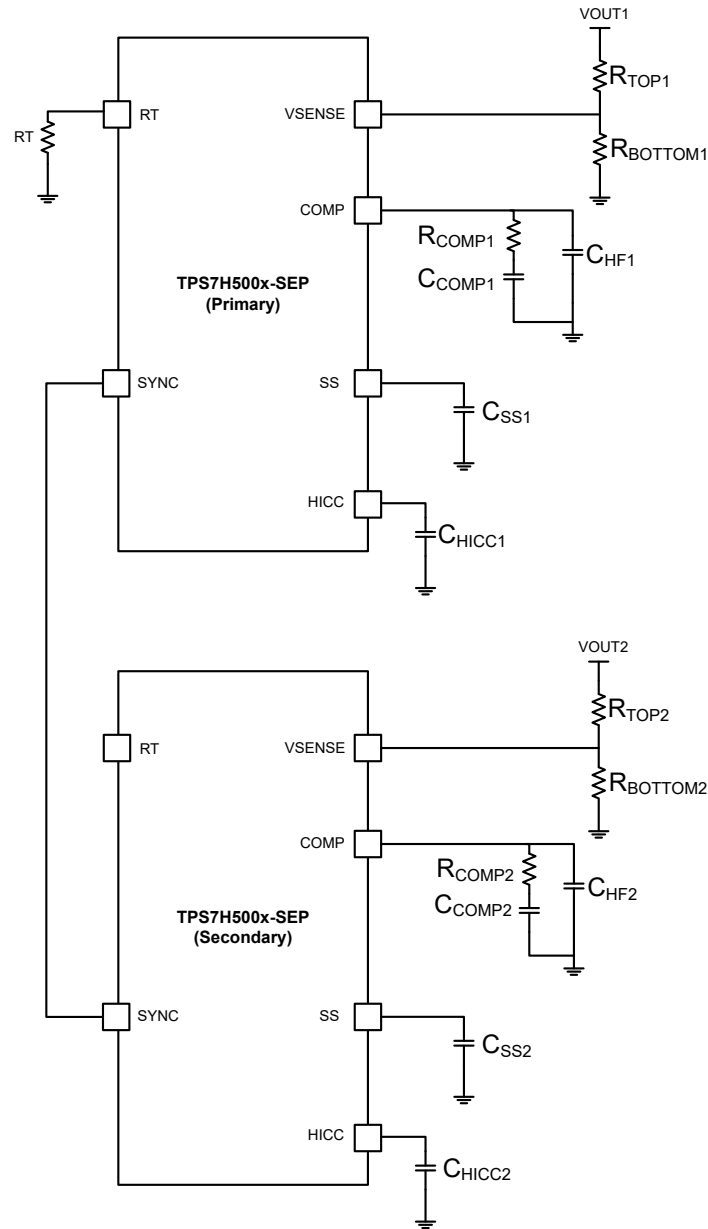 VOUT1
RTOP1
RT
RT
VSENSE
RBOTTOM1
COMP
RCOMP1
CHF1
CCOMP1
TPS7H500x-SEP
(Primary)
SYNC
SS
CSS1
HICC
CHICC1
VOUT2
RTOP2
RT
VSENSE
RBOTTOM2
COMP
RCOMP2
CHF2
CCOMP2
TPS7H500x-SEP
(Secondary)
SYNC
SS
CSS2
HICC
CHICC2